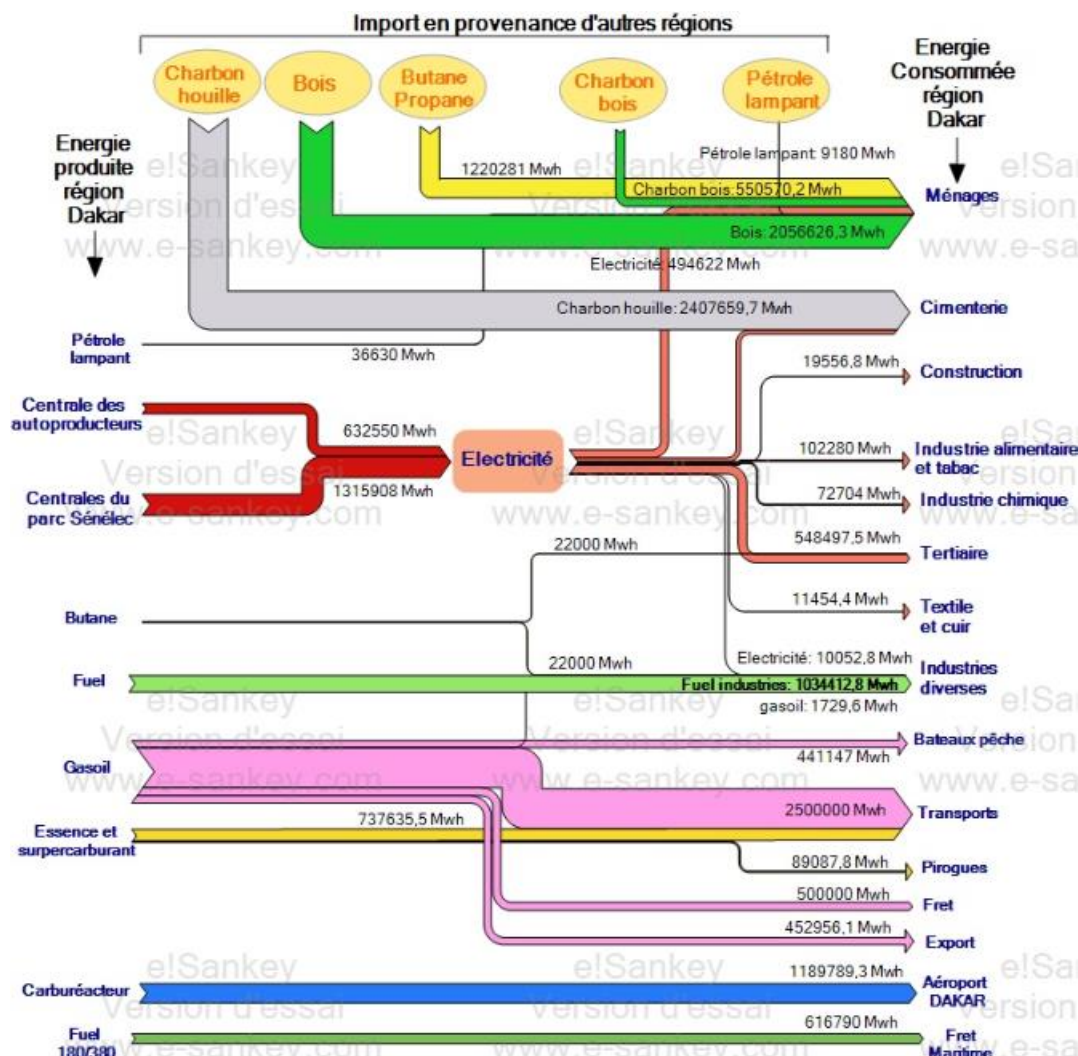 Import en provenance d'autres régions
Charbon
houille
Bois
Butane
Propane
Charbon
bois
Pétrole
lampant
Energie
Consommée
région
Dakar
Energie
produite
région
Dakar
Pétrole lampant: 9180 Mwh
1220281 Mwh
Charbon bois: 550570,2 Mwh
Ménages
Bois: 2056626,3 Mwh
Electricité: 494622 Mwh
Charbon houille: 2407659,7 Mwh
Cimenterie
Pétrole
lampant
36630 Mwh
19556,8 Mwh
Construction
Centrale des
autoproducteurs
632550 Mwh
Electricité
102280 Mwh
Industrie alimentaire
et tabac
Centrales du
parc Sénélec
1315908 Mwh
72704 Mwh
Industrie chimique
22000 Mwh
548497,5 Mwh
Tertiaire
Butane
11454,4 Mwh
Textile
et cuir
22000 Mwh
Electricité: 10052,8 Mwh
Fuel
Fuel industries: 1034412,8 Mwh
Industries
diverses
gasoil: 1729,6 Mwh
Bateaux pêche
441147 Mwh
Gasoil
2500000 Mwh
Transports
737635,5 Mwh
Essence et
surpercarburant
89087,8 Mwh
Pirogues
500000 Mwh
Fret
452956,1 Mwh
Export
1189789,3 Mwh
Carburéacteur
Aéroport
DAKAR
616790 Mwh
Fuel
180/380
Fret
Maritime
e!Sankey
Version d'essai
www.e-sankey.com